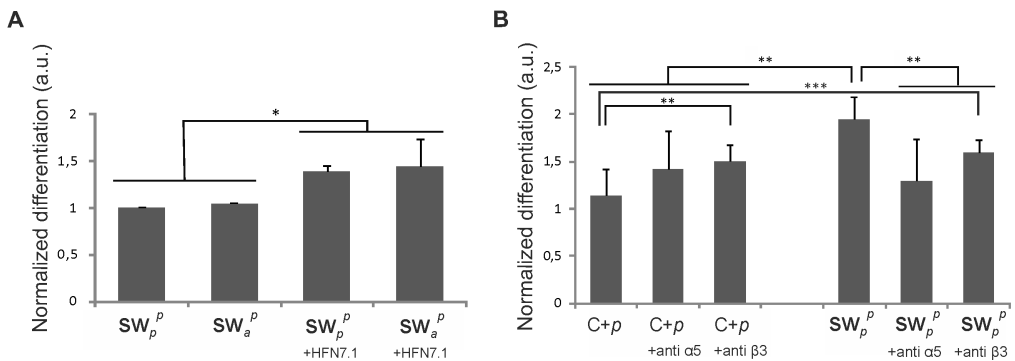 A
Normalized differentiation (a.u.)
2
1,5
1
0,5
0
*
SWpp
SWap
SWpp
+HFN7.1
SWap
+HFN7.1
B
Normalized differentiation (a.u.)
2,5
2
1,5
1
0,5
0
**
**
***
**
C+p
C+p
+anti α5
C+p
+anti β3
SWpp
SWpp
+anti α5
SWpp
+anti β3